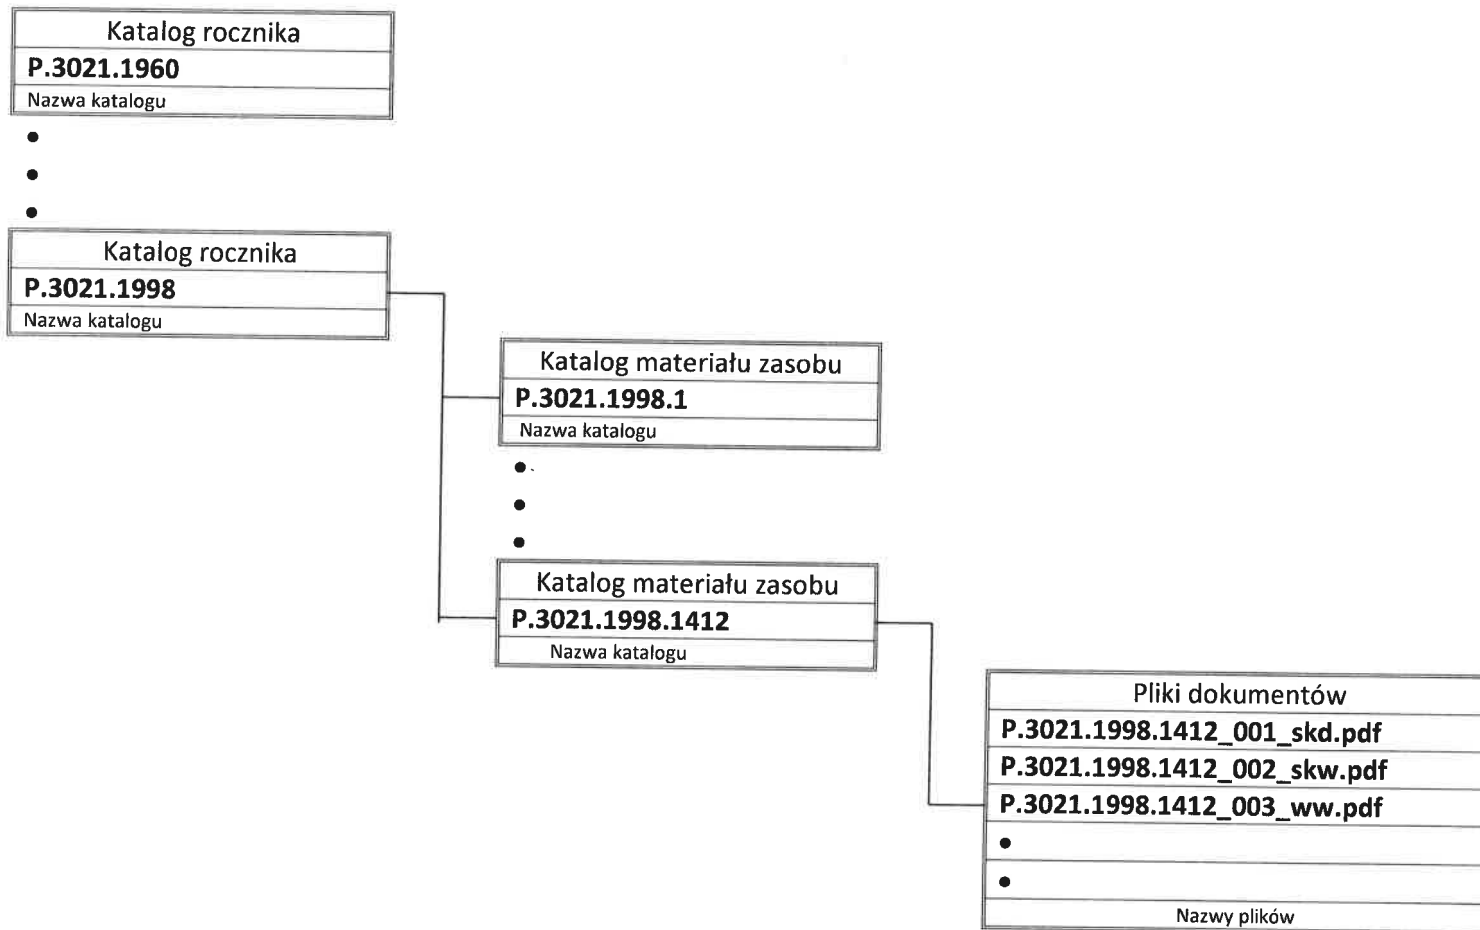 Katalog rocznika
P.3021.1960
Nazwa katalogu
•
•
•
Katalog rocznika
P.3021.1998
Nazwa katalogu
Katalog materiału zasobu
P.3021.1998.1
Nazwa katalogu
•
•
•
Katalog materiału zasobu
P.3021.1998.1412
Nazwa katalogu
Pliki dokumentów
P.3021.1998.1412_001_skd.pdf
P.3021.1998.1412_002_skw.pdf
P.3021.1998.1412_003_ww.pdf
•
•
Nazwy plików